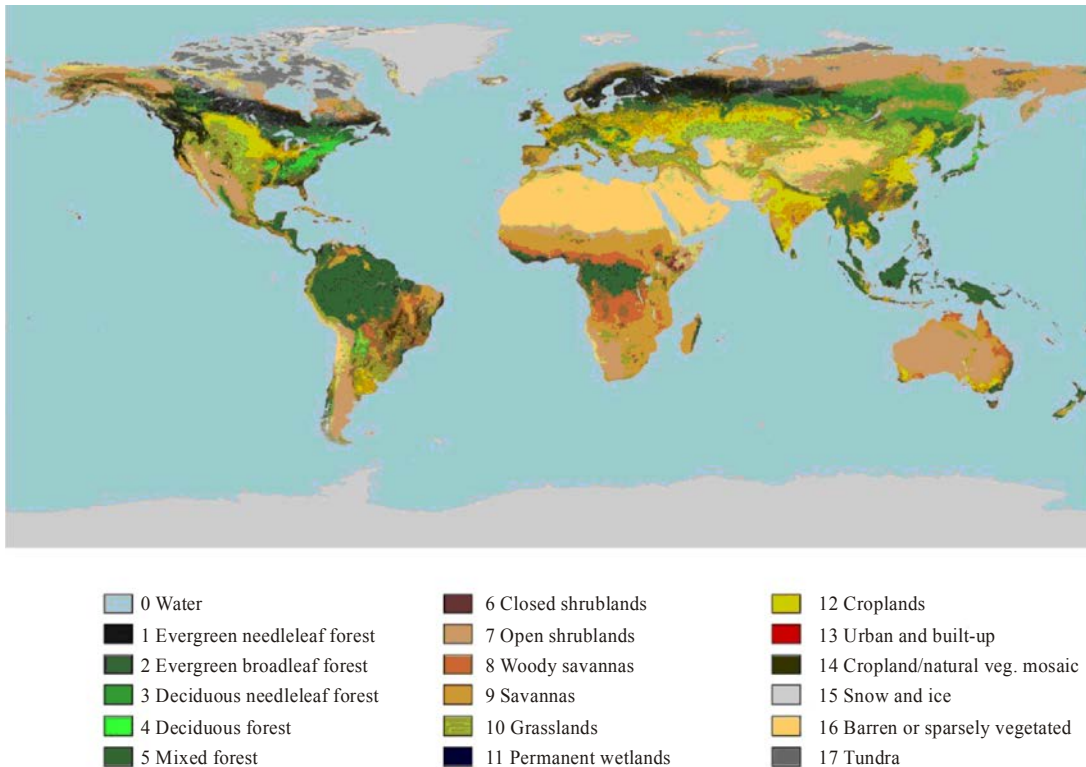 0 Water
1 Evergreen needleleaf forest
2 Evergreen broadleaf forest
3 Deciduous needleleaf forest
4 Deciduous forest
5 Mixed forest
6 Closed shrublands
7 Open shrublands
8 Woody savannas
9 Savannas
10 Grasslands
11 Permanent wetlands
12 Croplands
13 Urban and built-up
14 Cropland/natural veg. mosaic
15 Snow and ice
16 Barren or sparsely vegetated
17 Tundra